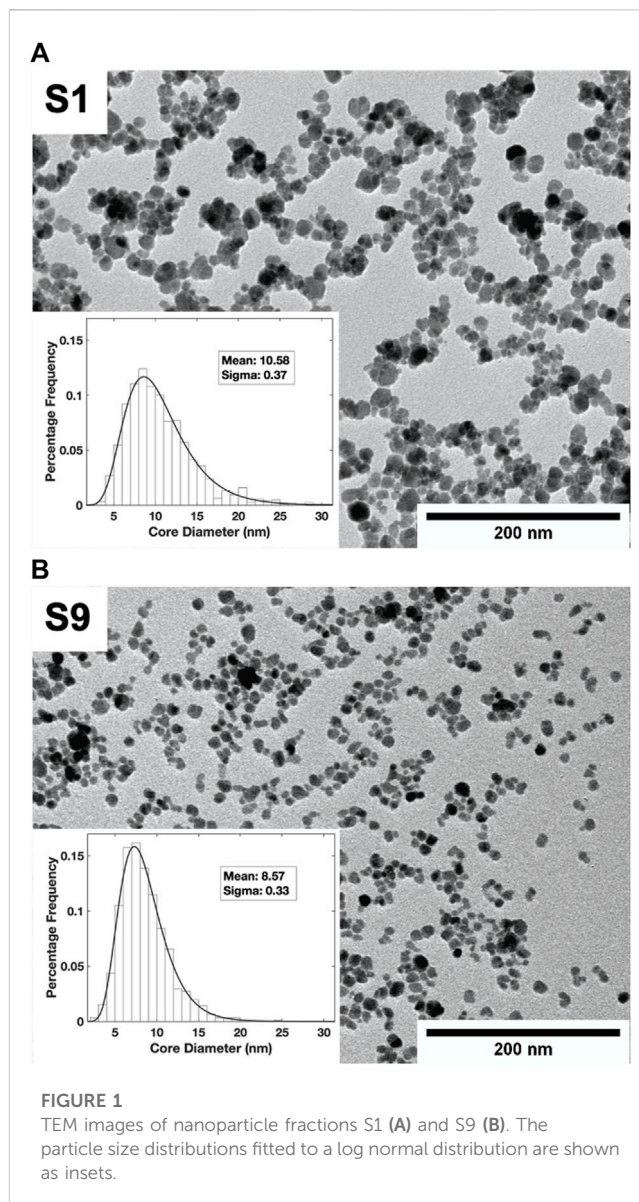 A
S1
0.15
0.1
0.05
0
Percentage Frequency
Mean: 10.58
Sigma: 0.37
5 10 15 20 25 30
Core Diameter (nm)
200 nm
B
S9
0.15
0.1
0.05
0
Percentage Frequency
Mean: 8.57
Sigma: 0.33
5 10 15 20 25 30
Core Diameter (nm)
200 nm
FIGURE 1
TEM images of nanoparticle fractions S1 (A) and S9 (B). The
particle size distributions fitted to a log normal distribution are shown
as insets.